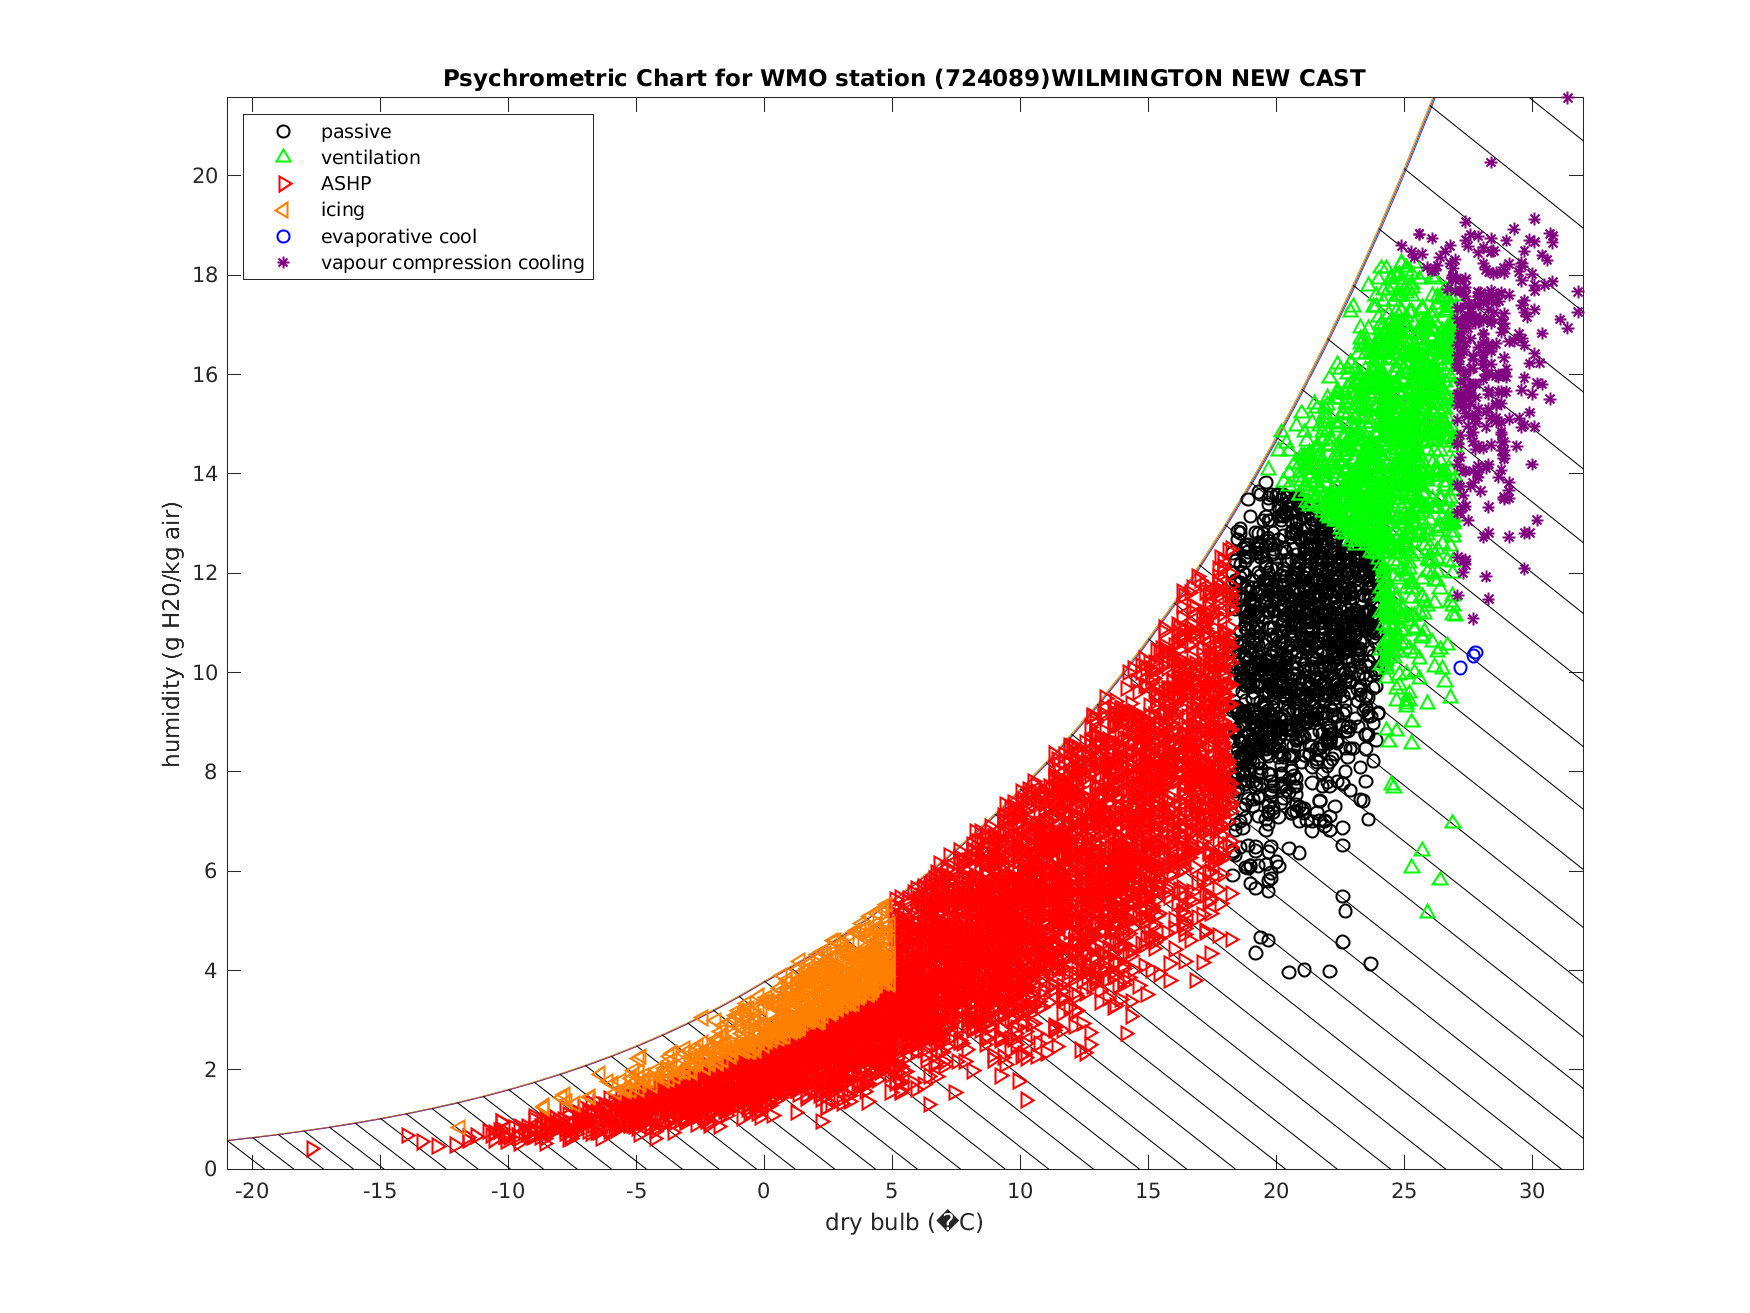 Psychrometric Chart for WMO station (724089)WILMINGTON NEW CAST
passive
ventilation
ASHP
icing
evaporative cool
vapour compression cooling
humidity (g H20/kg air)
20
18
16
14
12
10
8
6
4
2
0
-20 -15 -10 -5 0 5 10 15 20 25 30
dry bulb (�C)